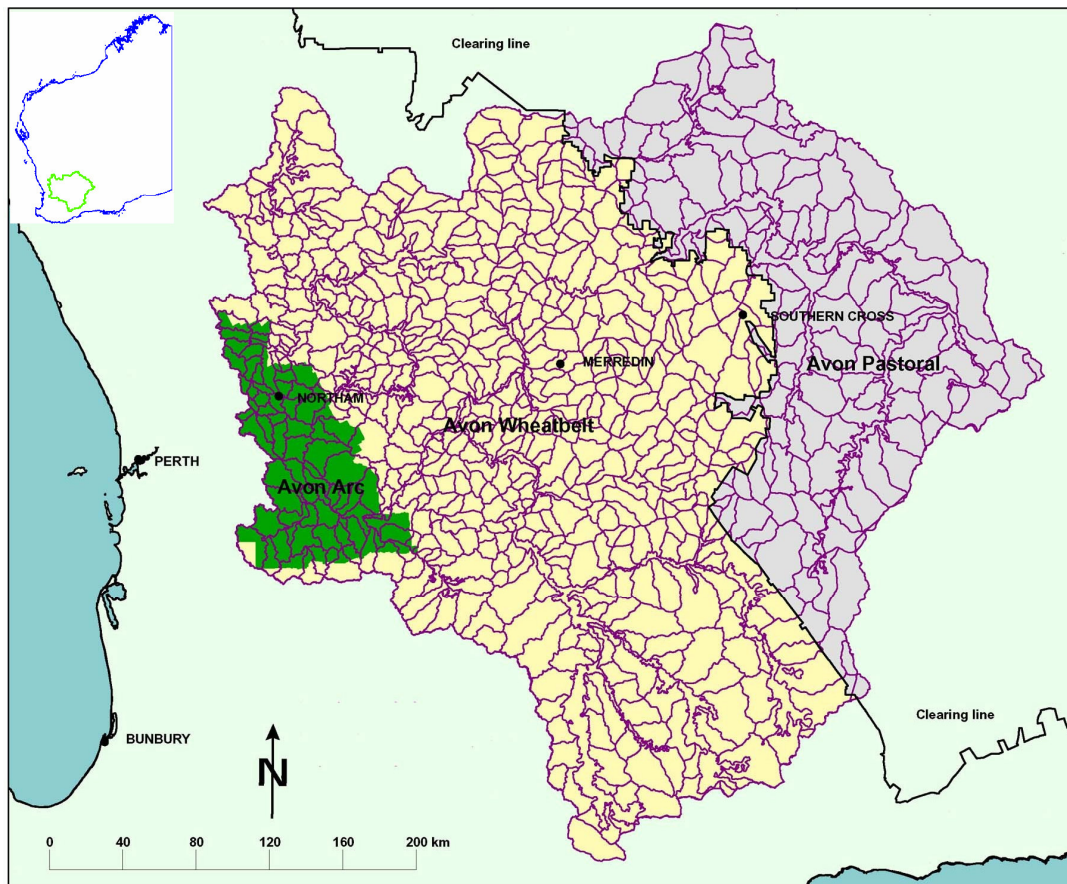 Clearing line
SOUTHERN CROSS
MERREDIN
Avon Pastoral
NORTHAM
Avon Wheatbelt
PERTH
Avon Arc
Clearing line
BUNBURY
N
0 40 80 120 160 200 km